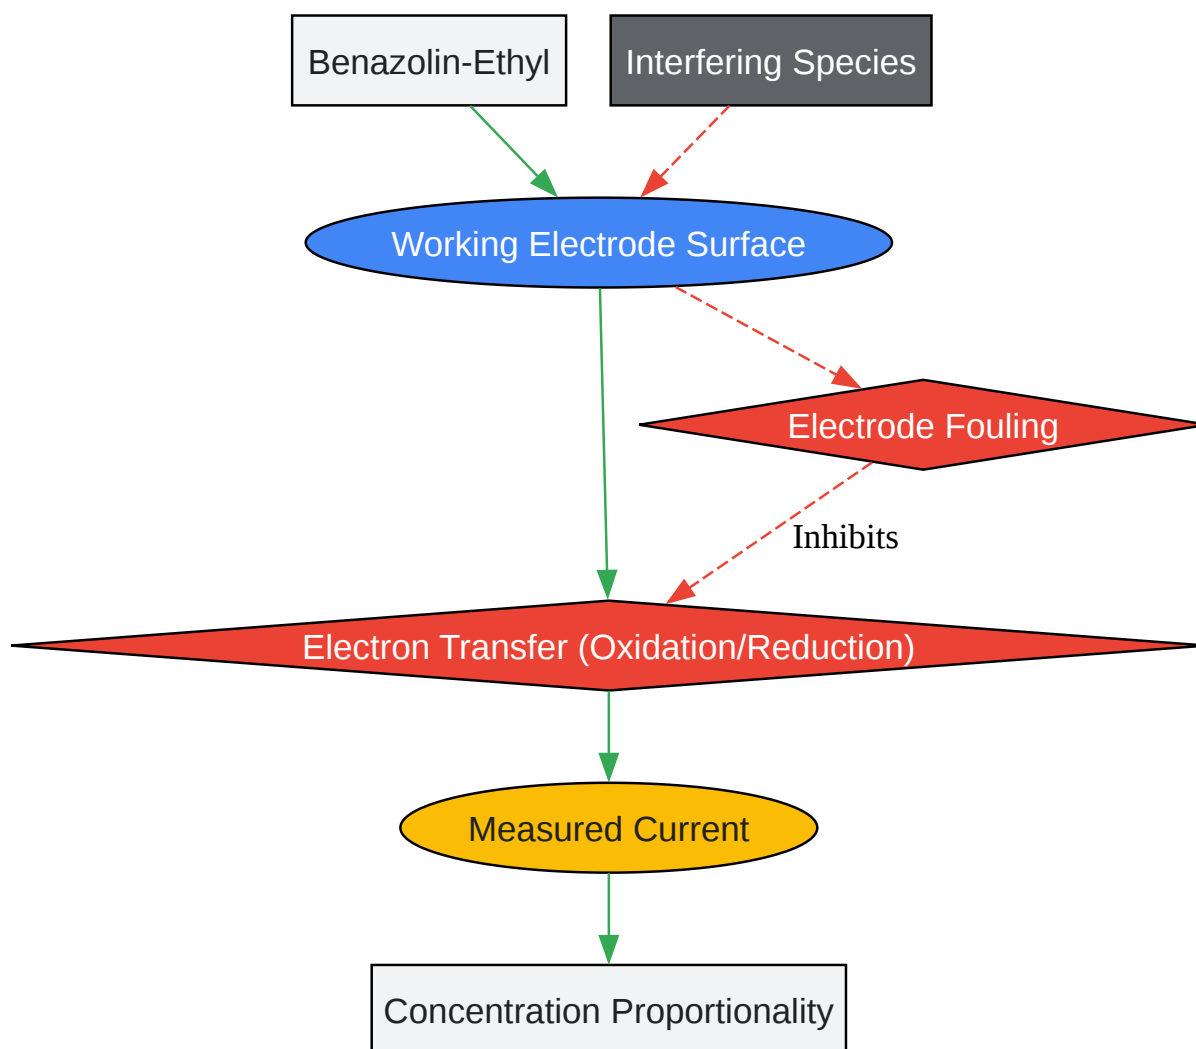 Benazolin-Ethyl
Interfering Species
Working Electrode Surface
Electrode Fouling
Inhibits
Electron Transfer (Oxidation/Reduction)
Measured Current
Concentration Proportionality